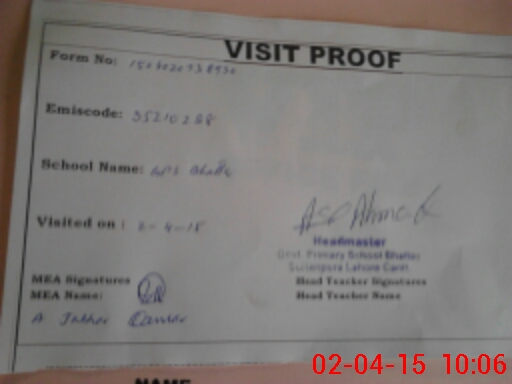 VISIT PROOF
Form No:
Emiscode: 35210288
School Name: GPS Bhatta
Visited on : 2-4-15
Headmaster
Govt. Primary School Bhatta
Lahore Cantt
MEA Signatures
Head Teacher Signatures
MEA Name:
Head Teacher Name
A
02-04-15 10:06
NAME